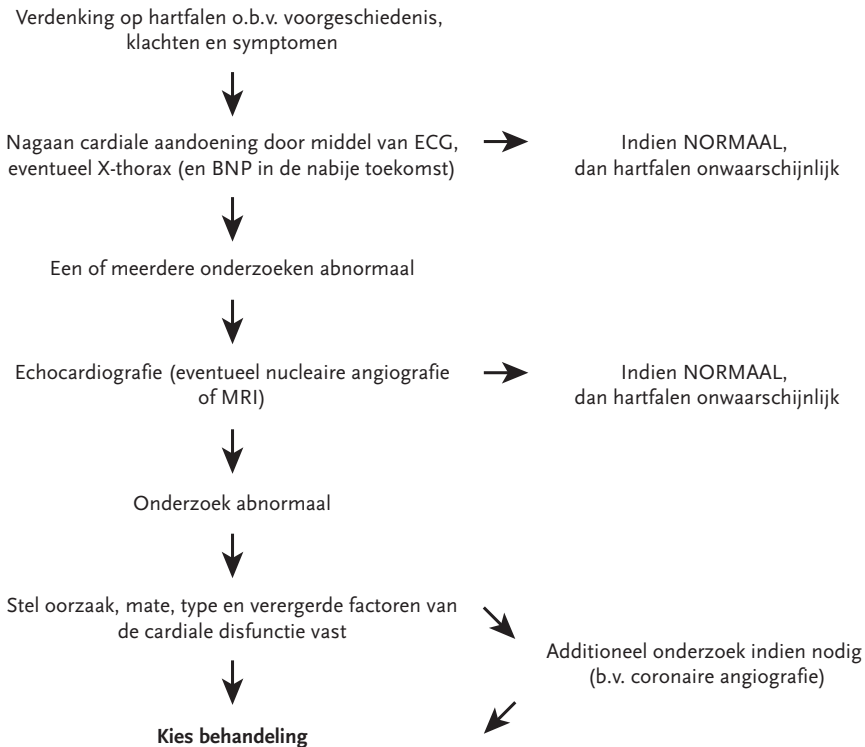 Verdenking op hartfalen o.b.v. voorgeschiedenis,
klachten en symptomen
Nagaan cardiale aandoening door middel van ECG,
eventueel X-thorax (en BNP in de nabije toekomst)
Indien NORMAAL,
dan hartfalen onwaarschijnlijk
Een of meerdere onderzoeken abnormaal
Echocardiografie (eventueel nucleaire angiografie
of MRI)
Indien NORMAAL,
dan hartfalen onwaarschijnlijk
Onderzoek abnormaal
Stel oorzaak, mate, type en verergerde factoren van
de cardiale disfunctie vast
Additioneel onderzoek indien nodig
(b.v. coronaire angiografie)
Kies behandeling